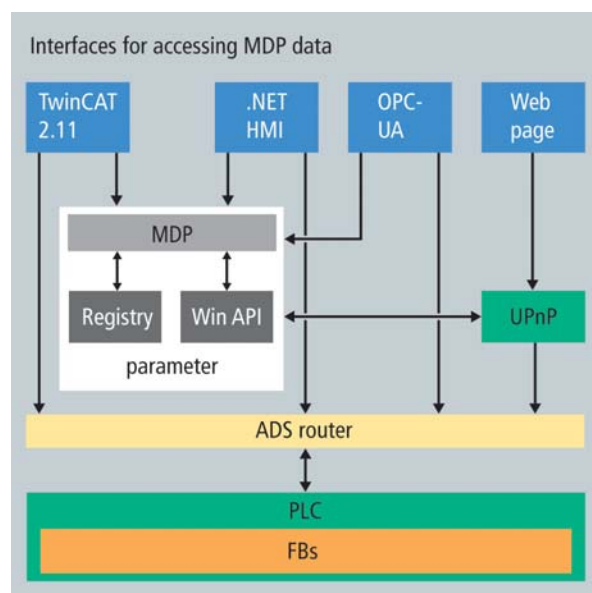 Interfaces for accessing MDP data
TwinCAT
2.11
.NET
HMI
OPC-
UA
Web
page
MDP
Registry
Win API
UPnP
parameter
ADS router
PLC
FBs